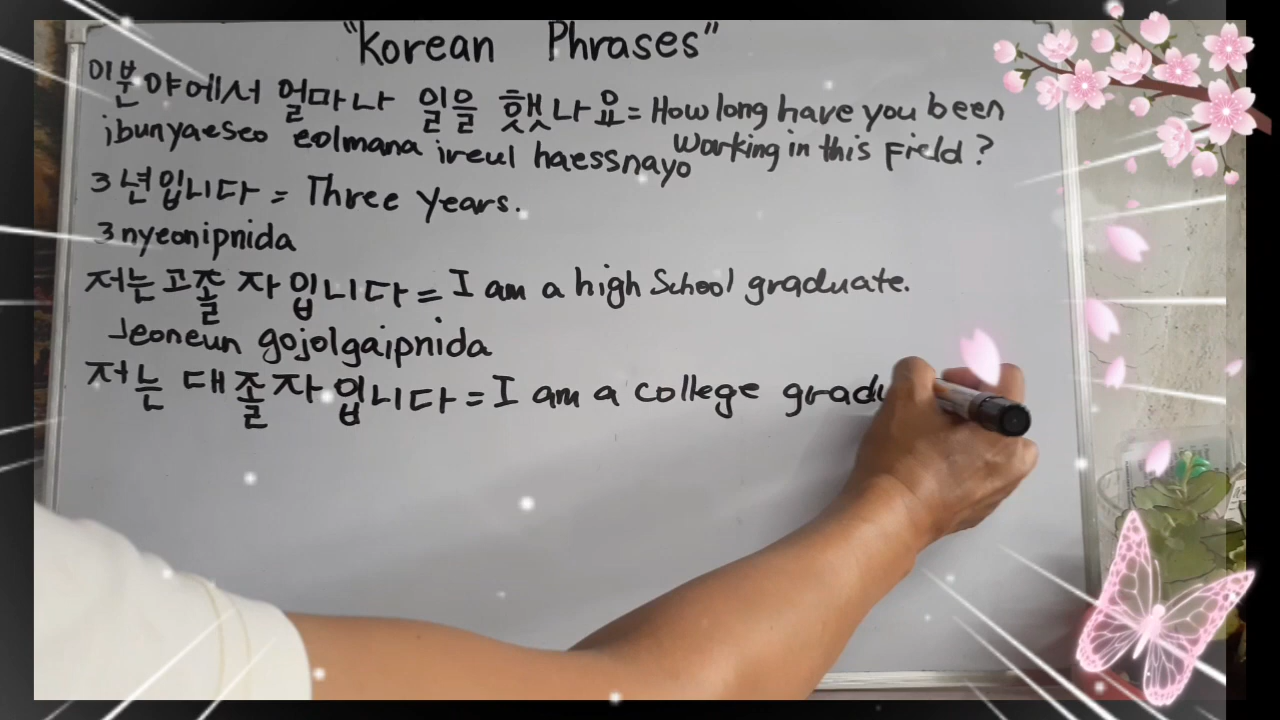 "Korean Phrases"
이분야에서 얼마나 일을 햇나요= How long have you been
ibunyaeseo eolmana ireul haessnayo working in this Field ?
3년입니다 = Three Years.
3nyeonipnida
저는 고졸 자 입니다 = I am a high School graduate.
Jeoneun gojolgaipnida
저는 대졸자 입니다 = I am a college